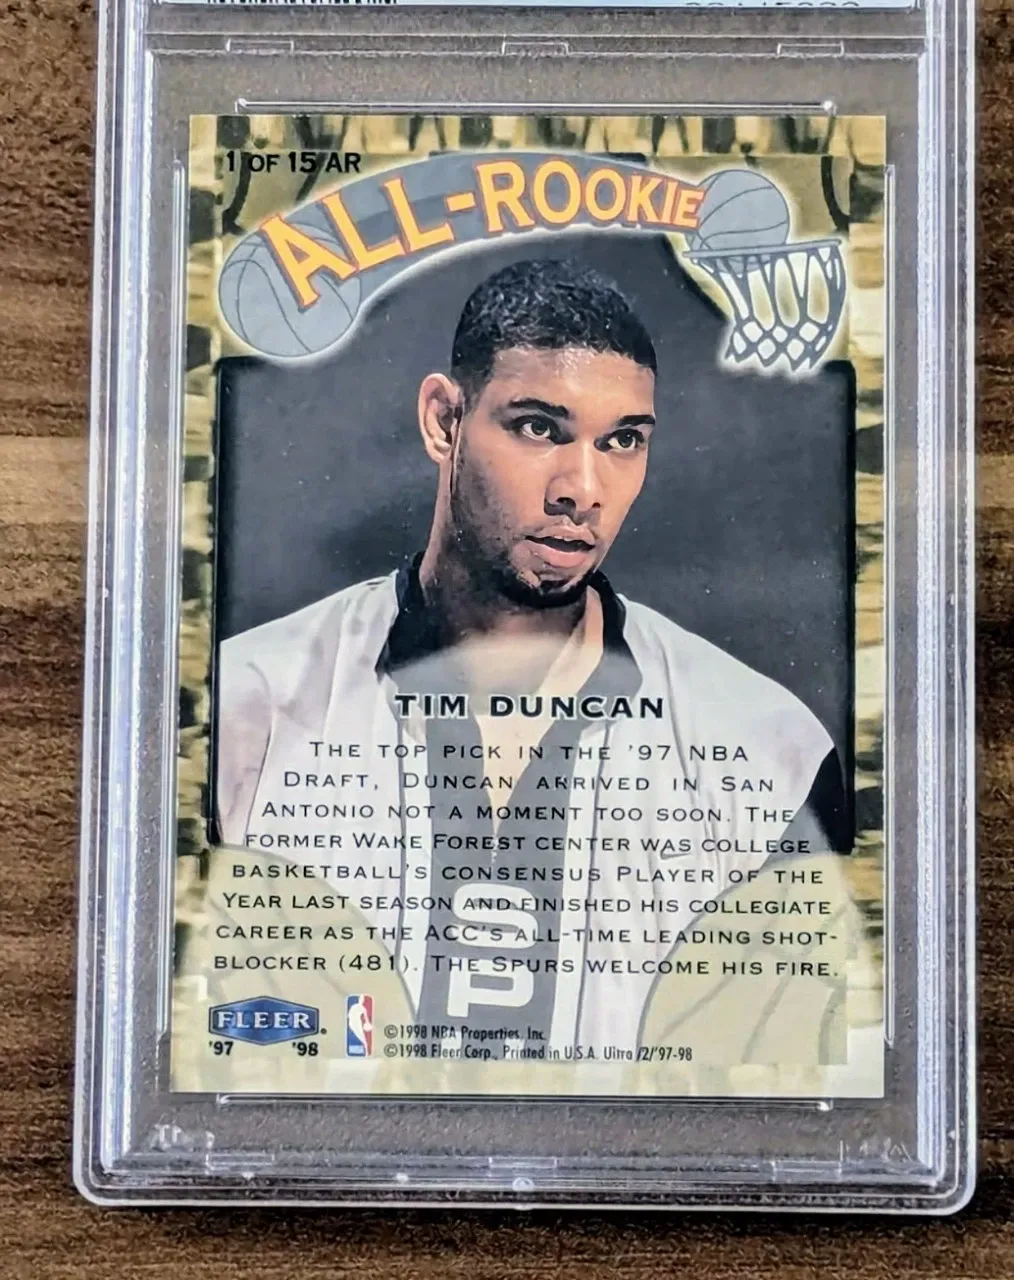 1 OF 15 AR
ALL-ROOKIE
TIM DUNCAN
THE TOP PICK IN THE '97 NBA
DRAFT, DUNCAN ARRIVED IN SAN
ANTONIO NOT A MOMENT TOO SOON. THE
FORMER WAKE FOREST CENTER WAS COLLEGE
BASKETBALL'S CONSENSUS PLAYER OF THE
YEAR LAST SEASON AND FINISHED HIS COLLEGIATE
CAREER AS THE ACC'S ALL-TIME LEADING SHOT-
BLOCKER (481). THE SPURS WELCOME HIS FIRE.
SP
FLEER
'97 '98
NBA
©1998 NBA Properties, Inc.
©1998 Fleer Corp., Printed in U.S.A. Ultra /2/'97-98